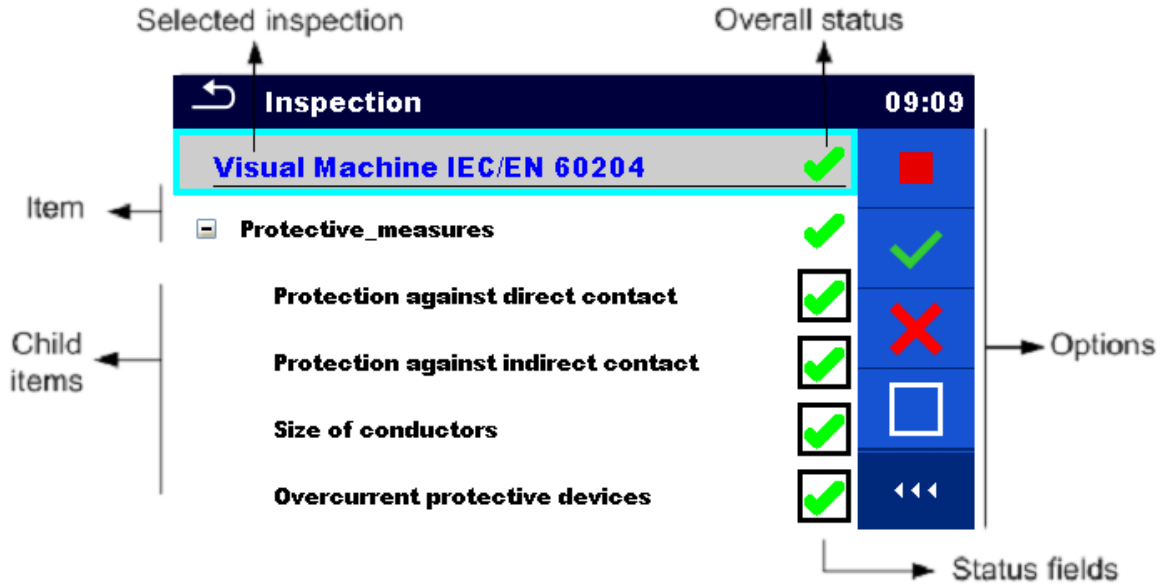 Selected inspection
Overall status
Inspection
09:09
Visual Machine IEC/EN 60204
Item
Protective_measures
Protection against direct contact
Child
items
Protection against indirect contact
Options
Size of conductors
Overcurrent protective devices
Status fields